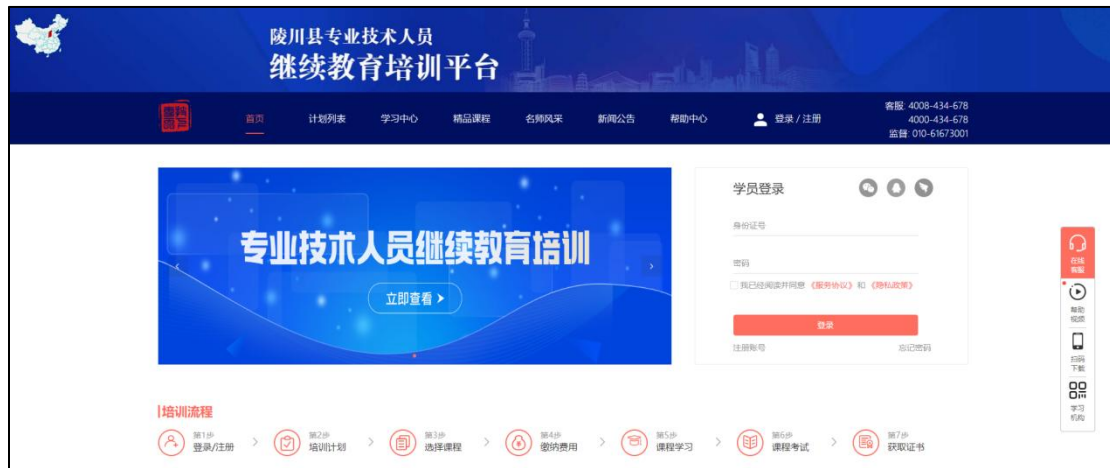 陵川县专业技术人员
继续教育培训平台
首页 计划列表 学习中心 精品课程 名师风采 新闻公告 帮助中心 登录 / 注册
客服: 4008-434-678
4000-434-678
监督: 010-61673001
专业技术人员继续教育培训
立即查看
学员登录
身份证号
密码
我已经阅读并同意《服务协议》和《隐私政策》
登录
注册账号 忘记密码
在线
客服
帮助
视频
扫码
下载
学习
机构
培训流程
第1步 第2步 第3步 第4步 第5步 第6步 第7步
登录/注册 培训计划 选择课程 缴纳费用 课程学习 课程考试 获取证书